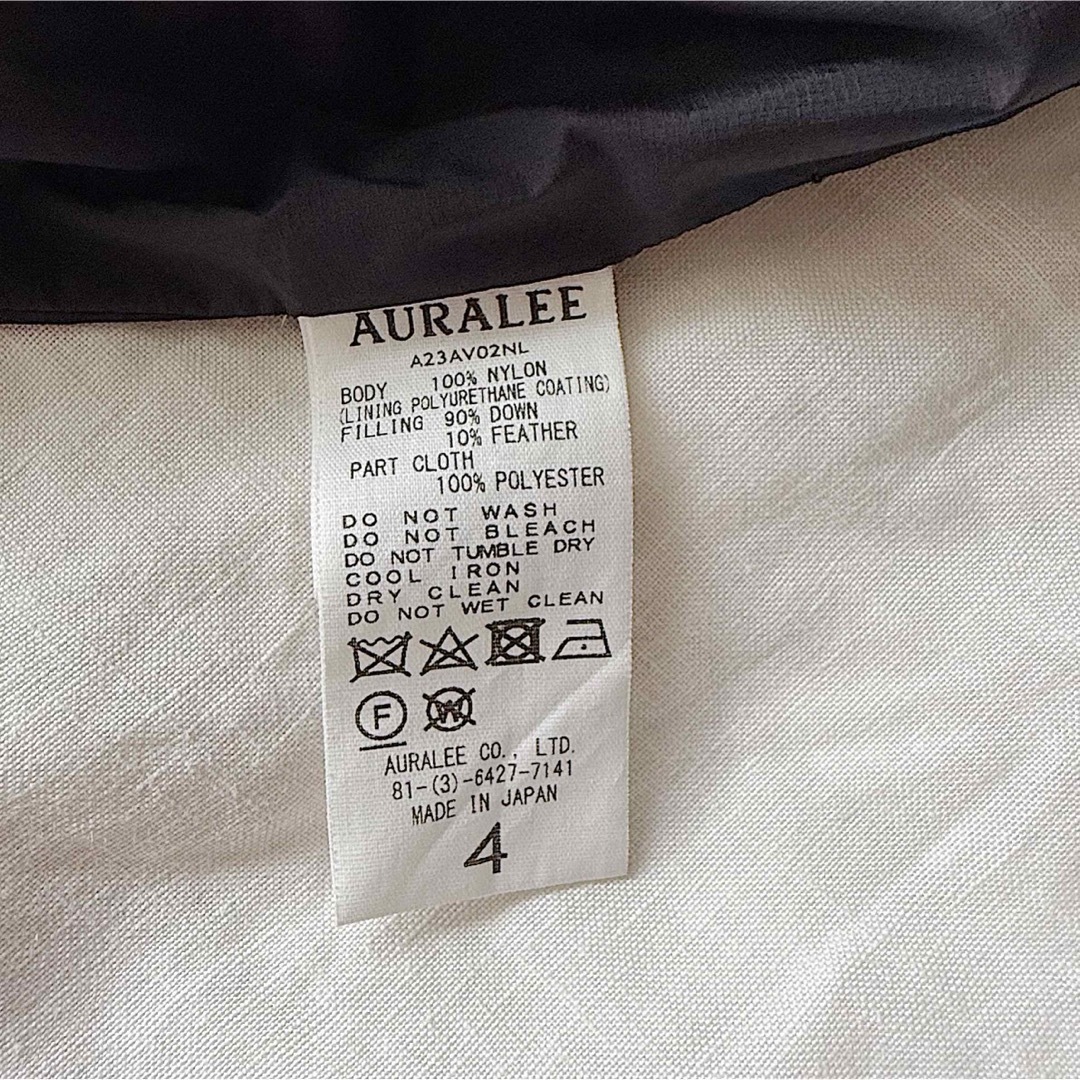 AURALEE
A23AV02NL
BODY 100% NYLON
(LINING POLYURETHANE COATING)
FILLING 90% DOWN
10% FEATHER
PART CLOTH
100% POLYESTER
DO NOT WASH
DO NOT BLEACH
DO NOT TUMBLE DRY
COOL IRON
DRY CLEAN
DO NOT WET CLEAN
F W
AURALEE CO., LTD.
81-(3)-6427-7141
MADE IN JAPAN
4